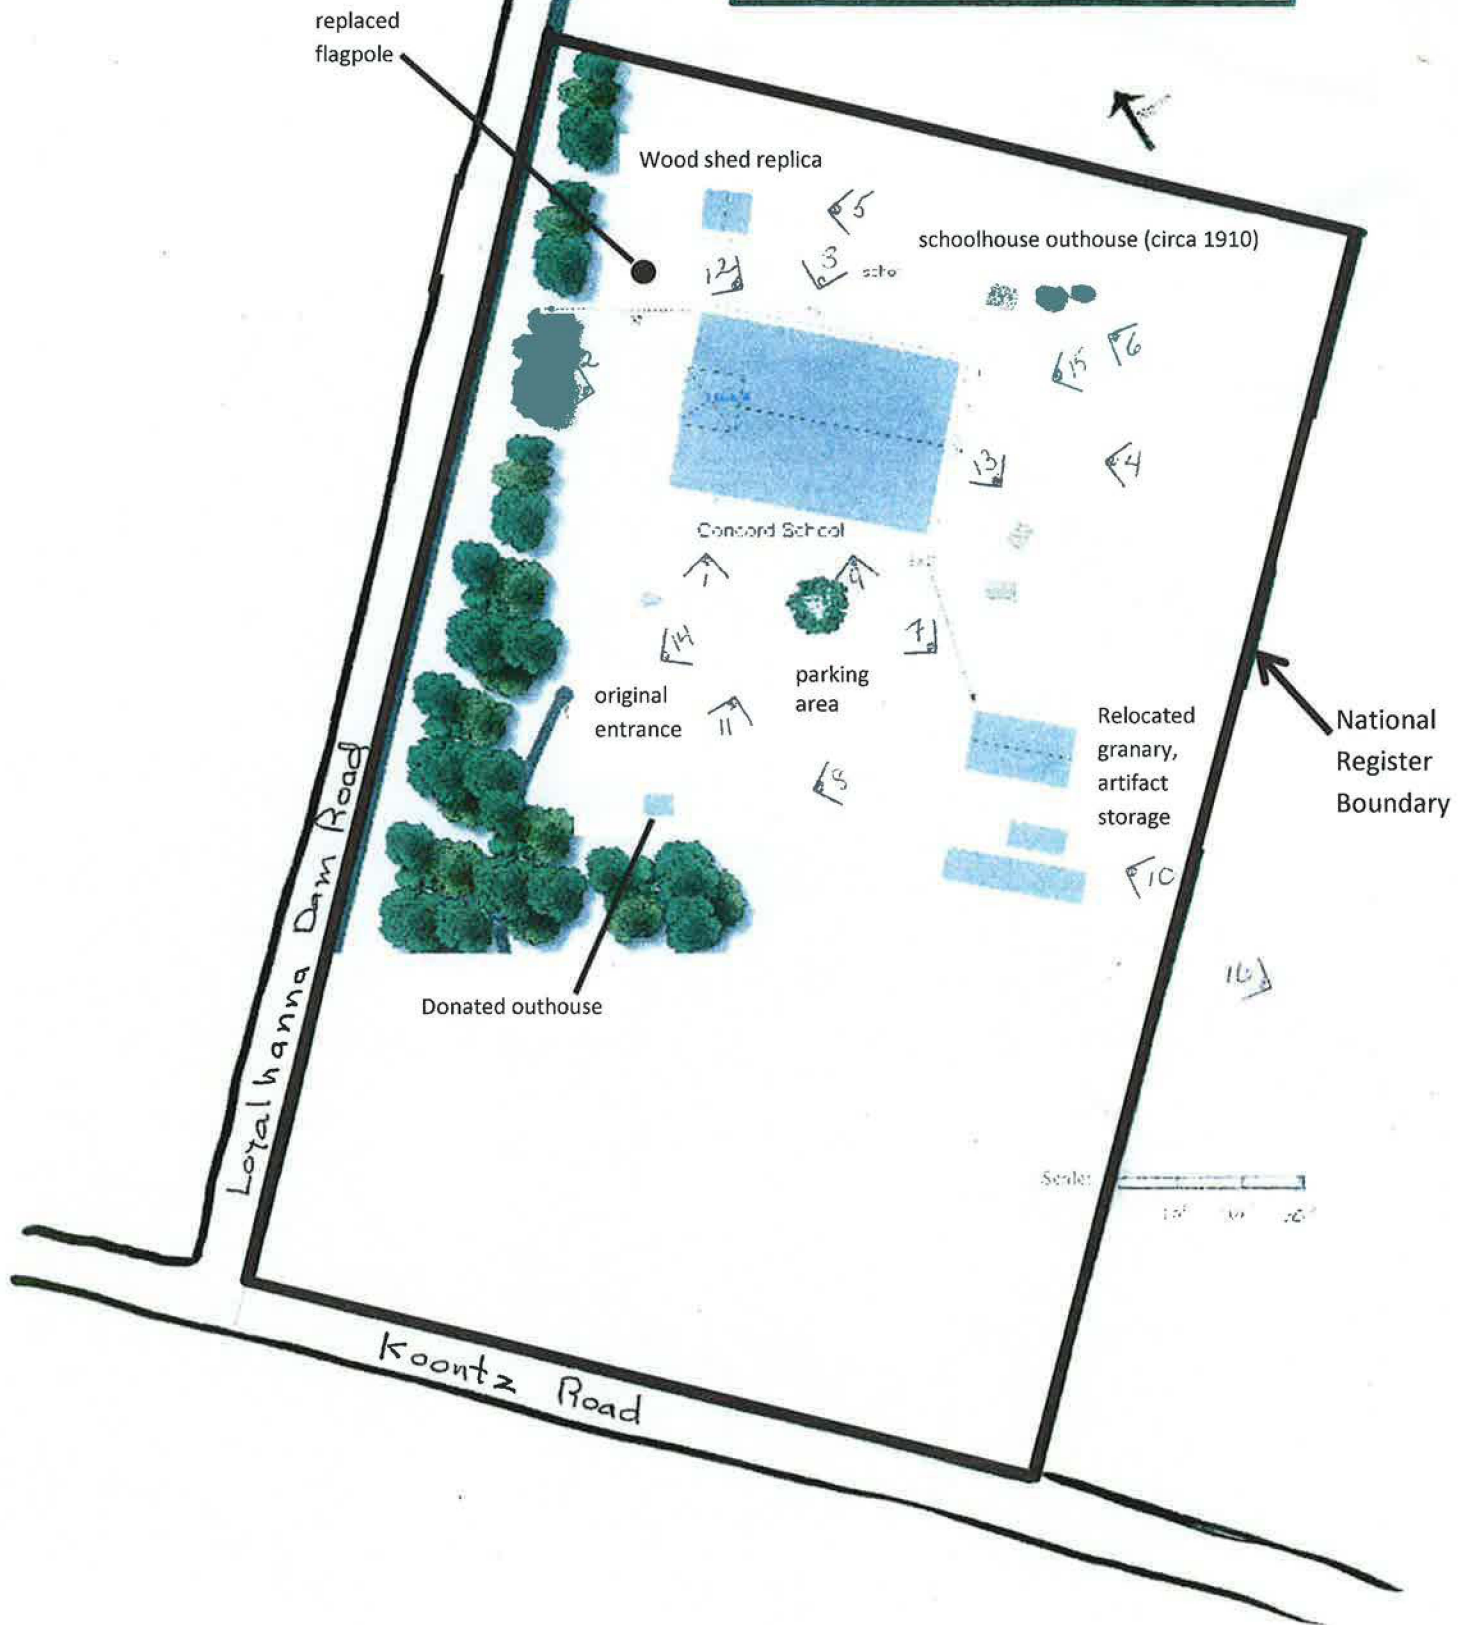 replaced
flagpole
Wood shed replica
5
schoolhouse outhouse (circa 1910)
12
3
2
15
6
13
4
Concord School
1
9
14
7
original
entrance
11
parking
area
8
Relocated
granary,
artifact
storage
National
Register
Boundary
10
16
Donated outhouse
Loyalhanna Dam Road
Scale:
Koontz Road